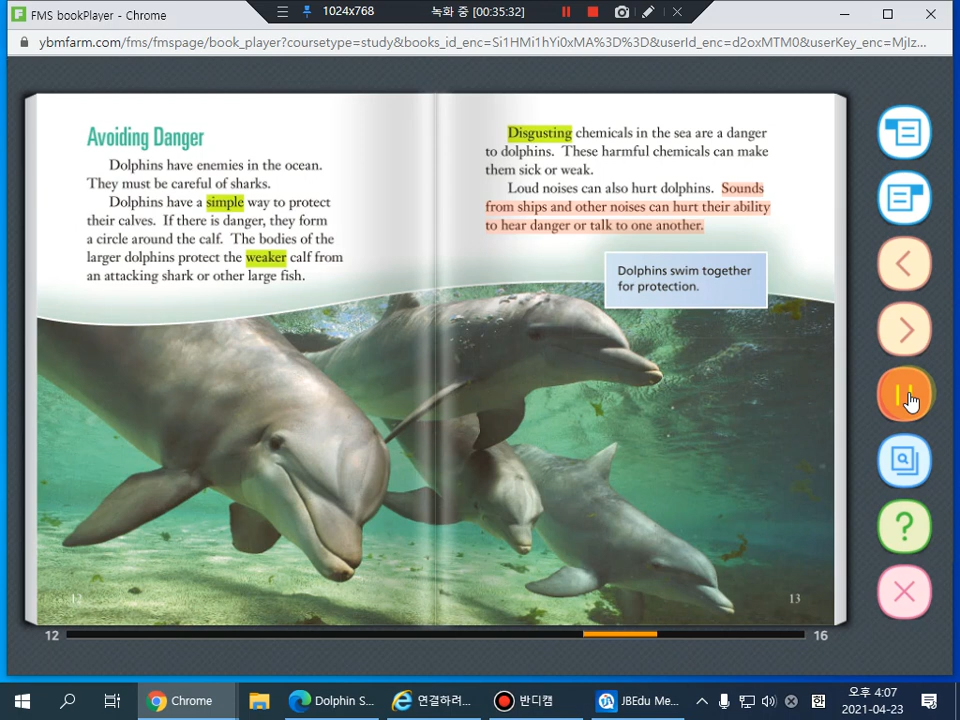 FMS bookPlayer - Chrome
1024x768
녹화 중 [00:35:32]
ybmfarm.com/fms/fmspage/book_player?coursetype=study&books_id_enc=Si1HMi1hYi0xMA%3D%3D&userId_enc=d2oxMTM0&userKey_enc=MjIz...
Avoiding Danger
Dolphins have enemies in the ocean.
They must be careful of sharks.
Dolphins have a simple way to protect
their calves. If there is danger, they form
a circle around the calf. The bodies of the
larger dolphins protect the weaker calf from
an attacking shark or other large fish.
Disgusting chemicals in the sea are a danger
to dolphins. These harmful chemicals can make
them sick or weak.
Loud noises can also hurt dolphins. Sounds
from ships and other noises can hurt their ability
to hear danger or talk to one another.
Dolphins swim together
for protection.
12
13
12
16
Chrome
Dolphin S...
연결하려...
반디캠
JBEdu Me...
한
오후 4:07
2021-04-23